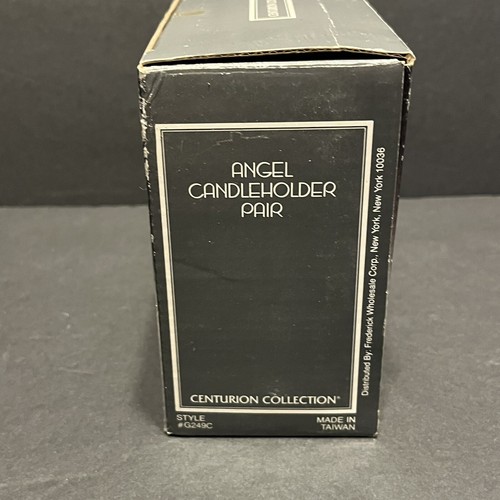 ANGEL
CANDLEHOLDER
PAIR
CENTURION COLLECTION®
STYLE
#G249C
MADE IN
TAIWAN
Distributed By: Frederick Wholesale Corp., New York, New York 10036